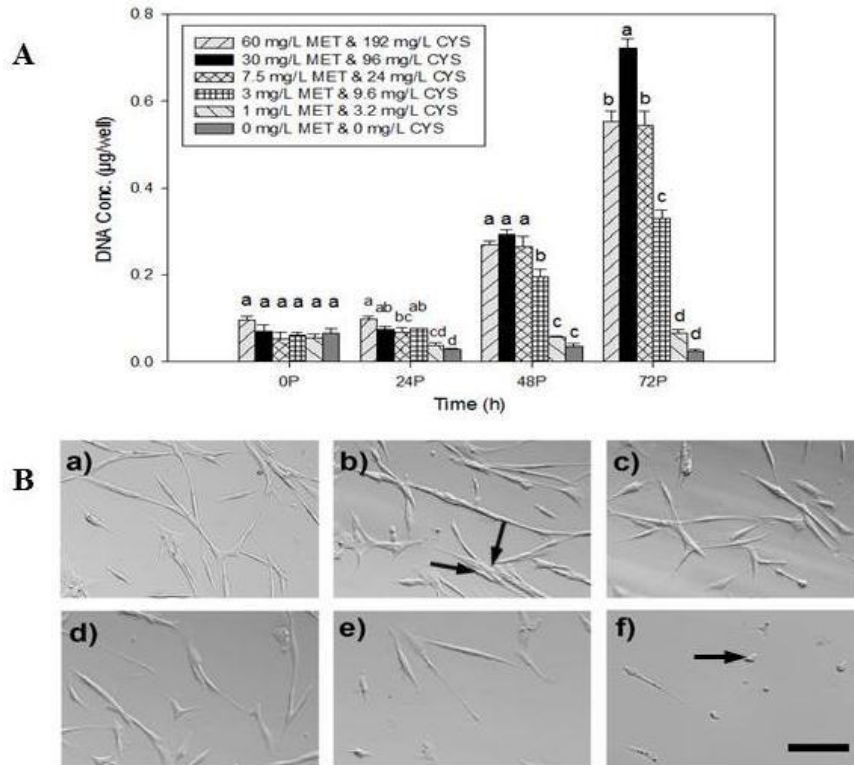 A
0.8
0.6
0.4
0.2
0.0
DNA Conc. (µg/well)
60 mg/L MET & 192 mg/L CYS
30 mg/L MET & 96 mg/L CYS
7.5 mg/L MET & 24 mg/L CYS
3 mg/L MET & 9.6 mg/L CYS
1 mg/L MET & 3.2 mg/L CYS
0 mg/L MET & 0 mg/L CYS
a a a a a a
a ab bc ab cd d
a a a b c c
b a b c d d
0P 24P 48P 72P
Time (h)
B
a) b) c)
d) e) f)